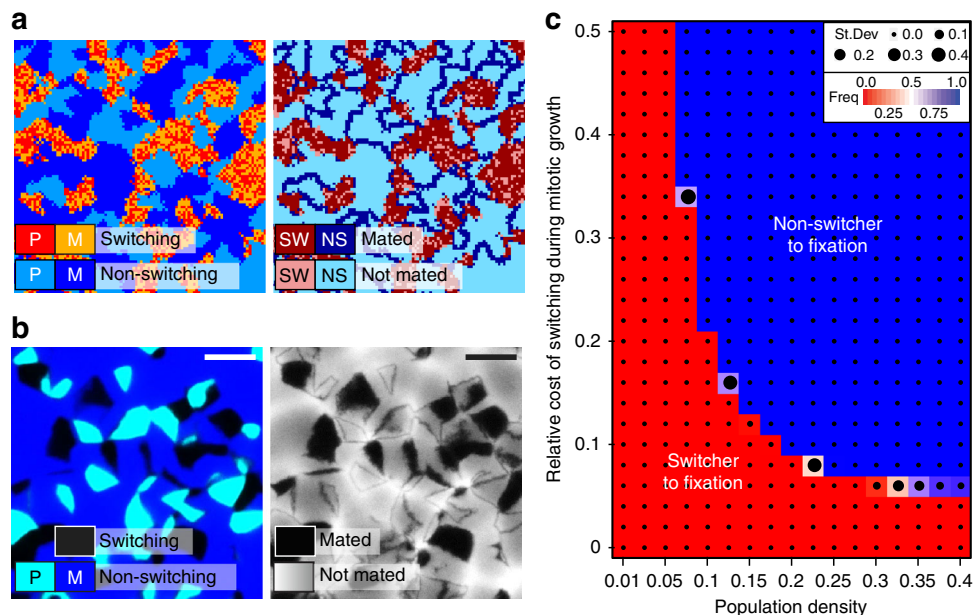 a
P M Switching
P M Non-switching
SW NS Mated
SW NS Not mated
b
Switching
P M Non-switching
Mated
Not mated
c
Relative cost of switching during mitotic growth
0.5
0.4
0.3
0.2
0.1
0
St.Dev 0.0 0.1
0.2 0.3 0.4
0.0 0.5 1.0
Freq
0.25 0.75
Non-switcher
to fixation
Switcher
to fixation
0.01 0.05 0.1 0.15 0.2 0.25 0.3 0.35 0.4
Population density